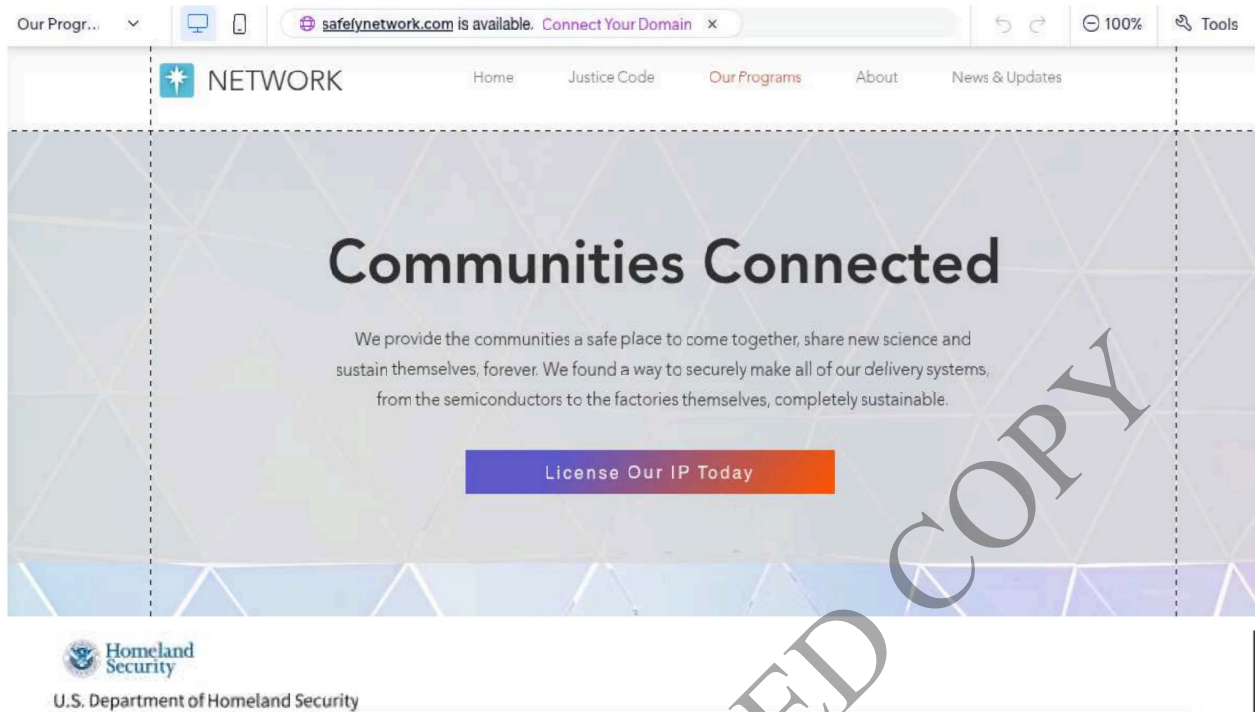 Our Progr... 
safelynetwork.com is available. Connect Your Domain x
100%
Tools
NETWORK
Home
Justice Code
Our Programs
About
News & Updates
Communities Connected
We provide the communities a safe place to come together, share new science and
sustain themselves, forever. We found a way to securely make all of our delivery systems,
from the semiconductors to the factories themselves, completely sustainable.
License Our IP Today
ED COPY
Homeland
Security
U.S. Department of Homeland Security